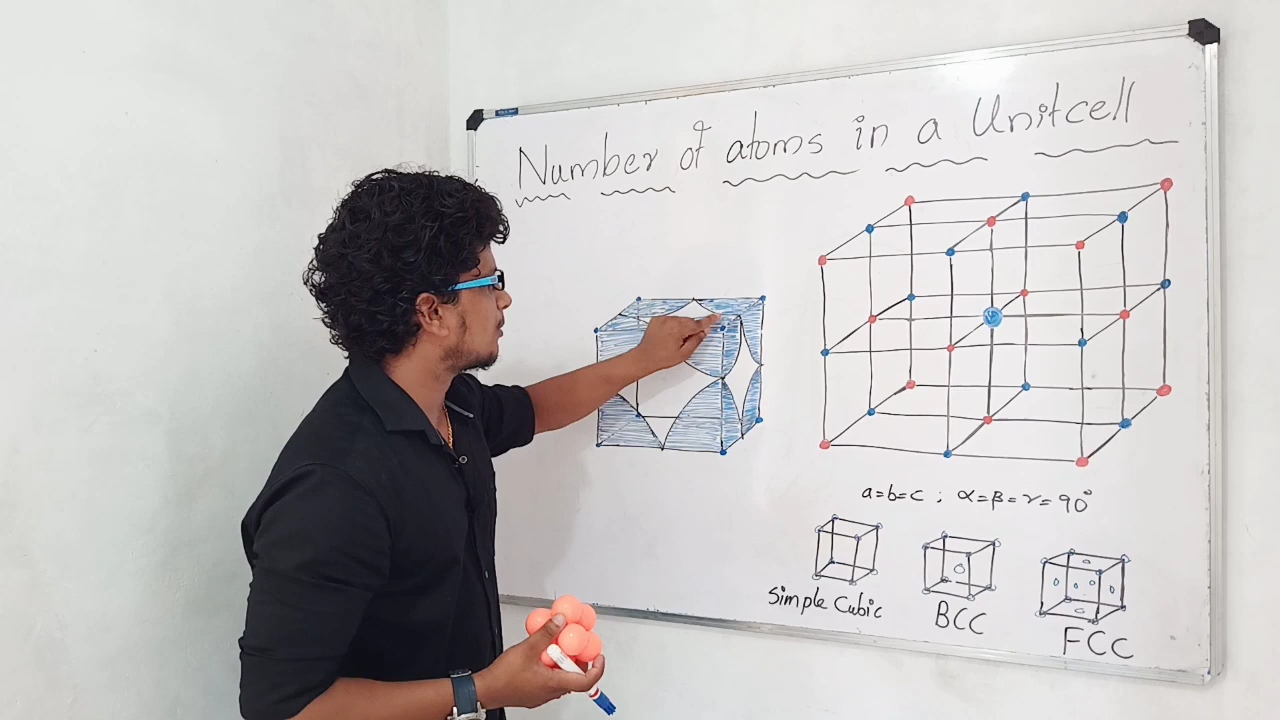 Number of atoms in a Unitcell
a=b=c ; α=β=γ=90°
Simple Cubic
BCC
FCC